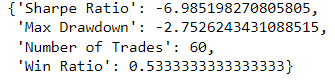 {'Sharpe Ratio': -6.985198270805805,
'Max Drawdown': -2.7526243431088515,
'Number of Trades': 60,
'Win Ratio': 0.5333333333333333}